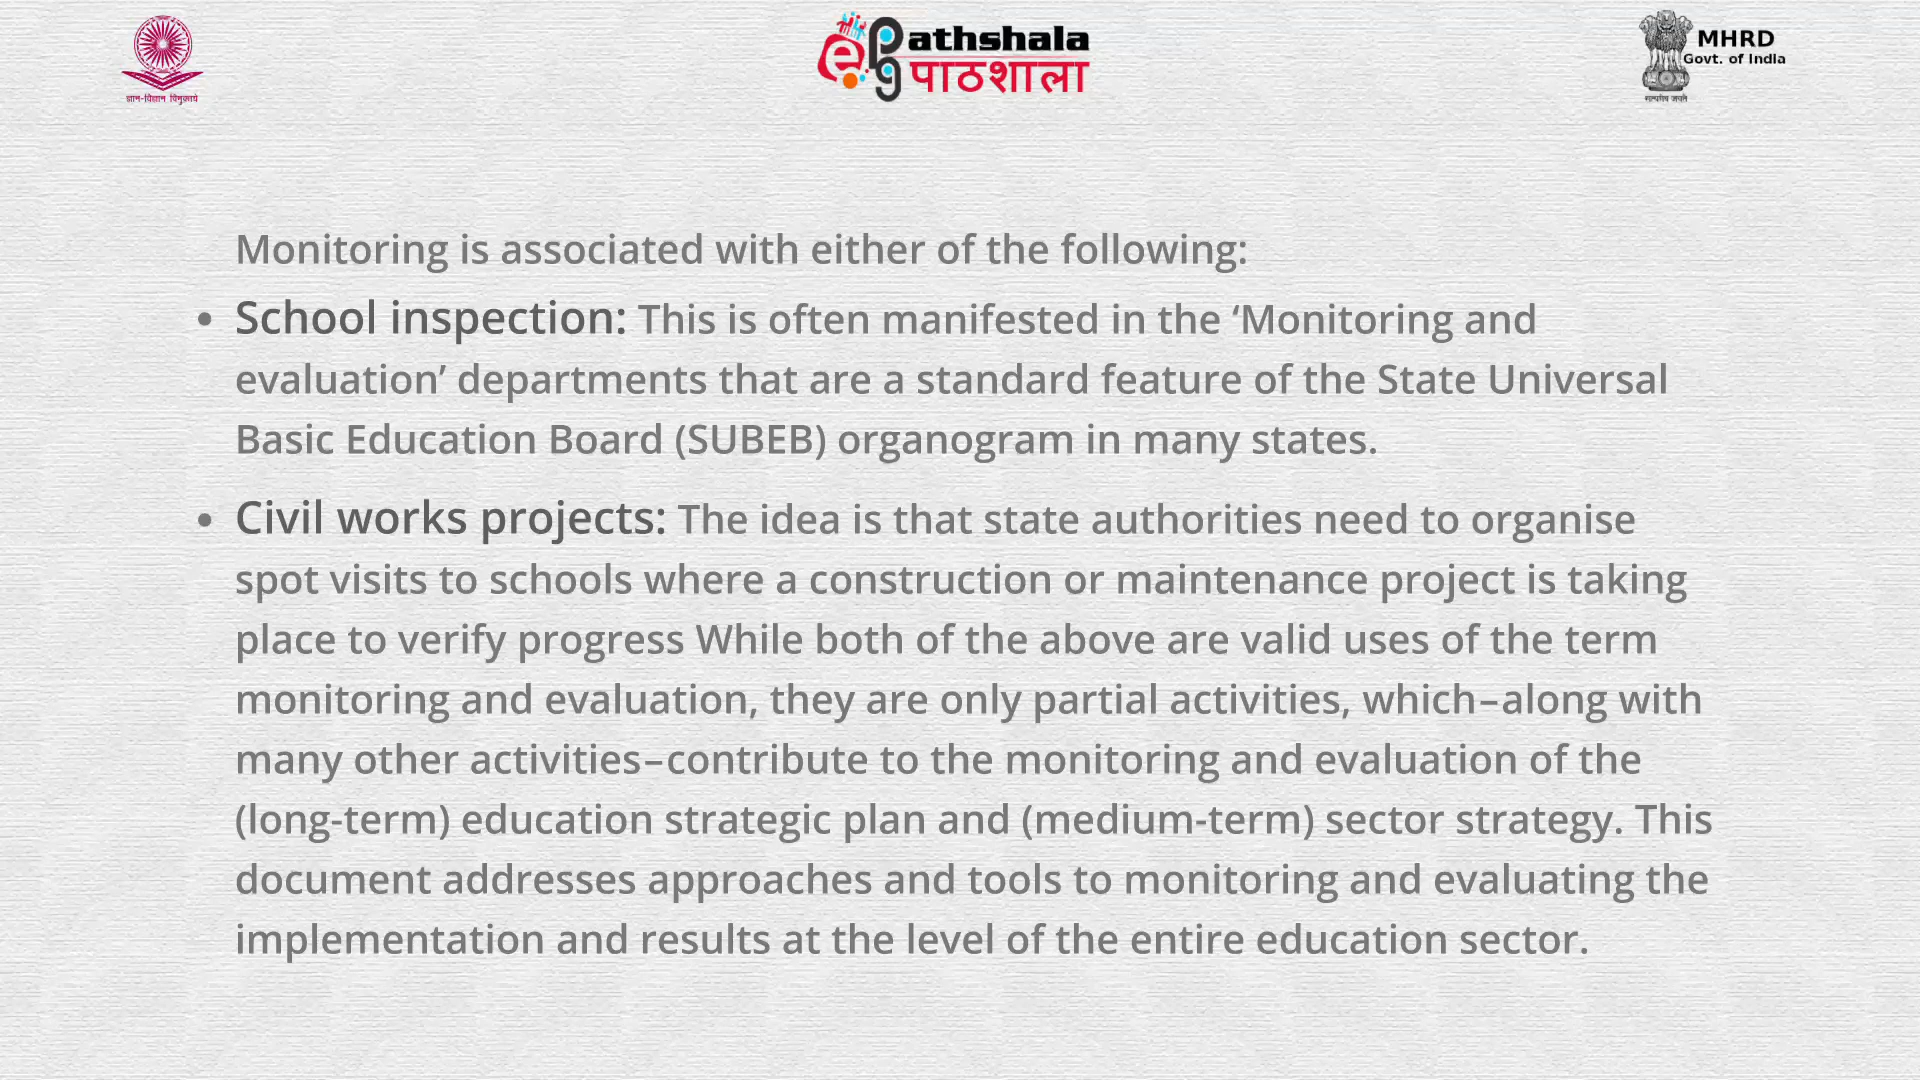 ज्ञान-विज्ञान विमुक्तये
ePGathshala
पाठशाला
MHRD
Govt. of India
सत्यमेव जयते
Monitoring is associated with either of the following:
• School inspection: This is often manifested in the ‘Monitoring and
evaluation’ departments that are a standard feature of the State Universal
Basic Education Board (SUBEB) organogram in many states.
• Civil works projects: The idea is that state authorities need to organise
spot visits to schools where a construction or maintenance project is taking
place to verify progress While both of the above are valid uses of the term
monitoring and evaluation, they are only partial activities, which–along with
many other activities–contribute to the monitoring and evaluation of the
(long-term) education strategic plan and (medium-term) sector strategy. This
document addresses approaches and tools to monitoring and evaluating the
implementation and results at the level of the entire education sector.